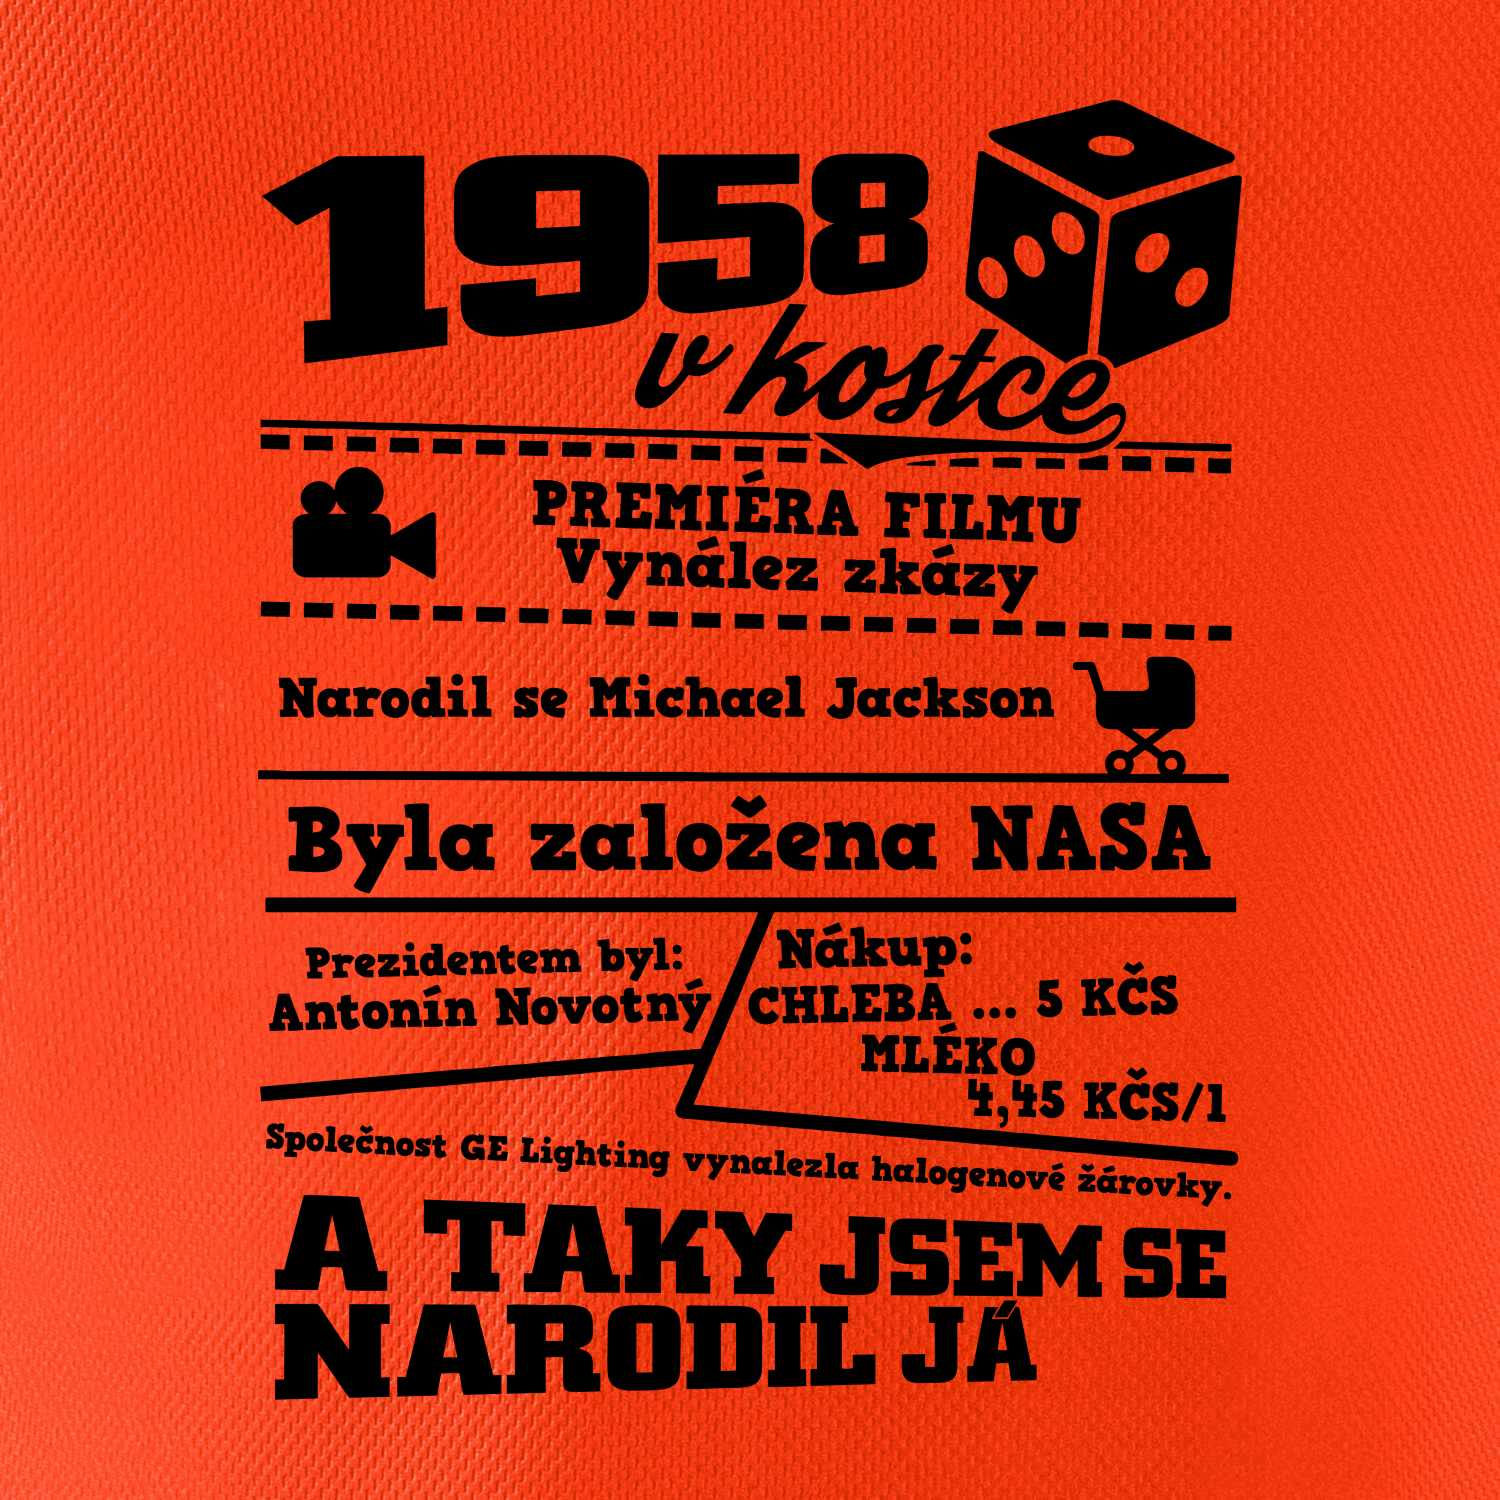 1958
v kostce
PREMIÉRA FILMU
Vynález zkázy
Narodil se Michael Jackson
Byla založena NASA
Prezidentem byl:
Antonín Novotný
Nákup:
CHLEBA ... 5 KČS
MLÉKO
4,45 KČS/l
Společnost GE Lighting vynalezla halogenové žárovky.
A TAKY JSEM SE
NARODIL JÁ